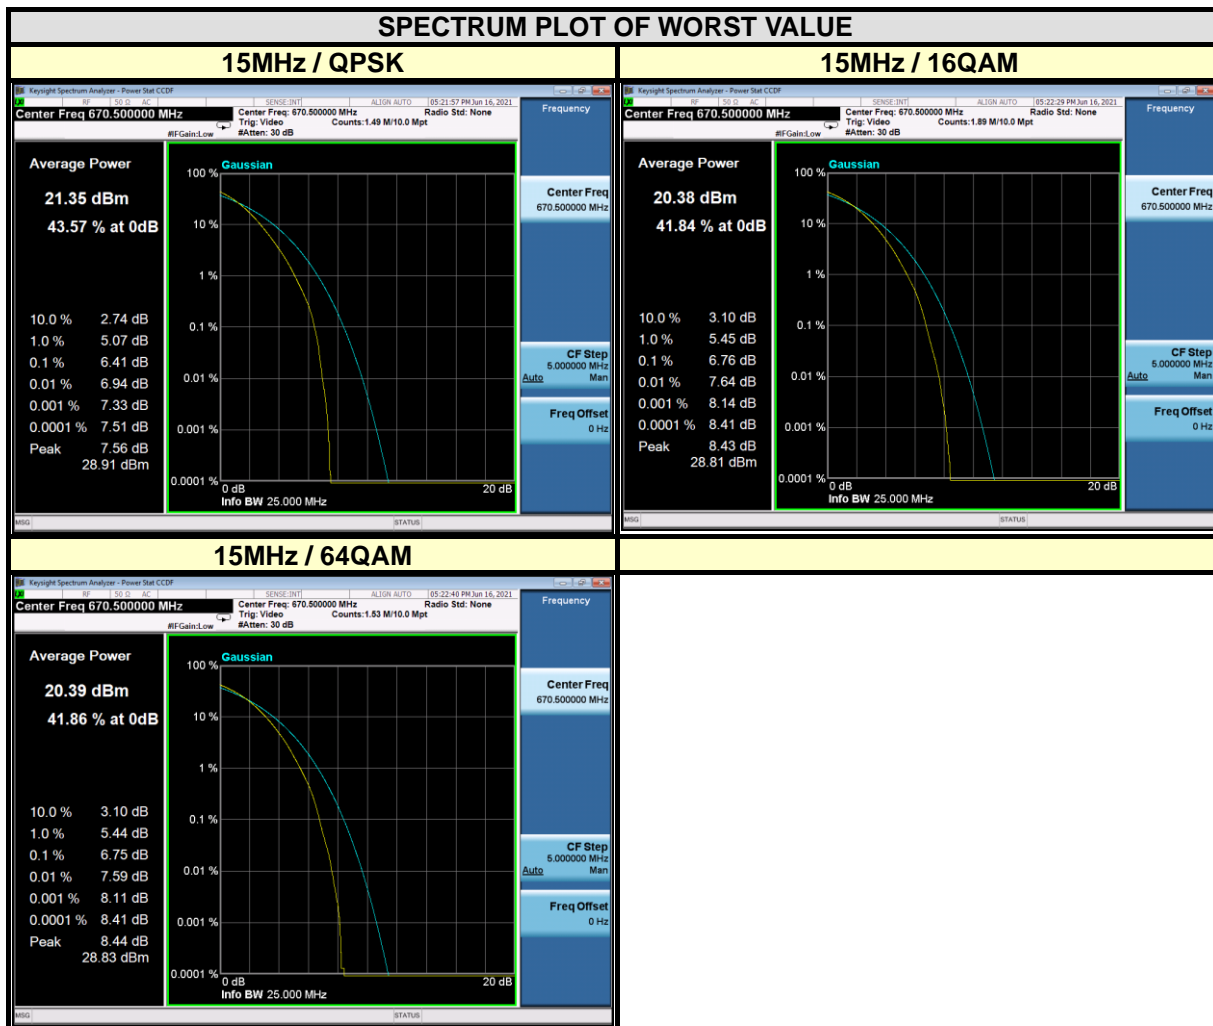 SPECTRUM PLOT OF WORST VALUE
15MHz / QPSK
15MHz / 16QAM
Keysight Spectrum Analyzer - Power Stat CCDF
RF 50 Ω AC SENSE:INT ALIGN AUTO 05:21:57 PM Jun 16, 2021
Center Freq 670.500000 MHz
Center Freq: 670.500000 MHz Radio Std: None
Trig: Video Counts:1.49 M/10.0 Mpt
#IFGain:Low #Atten: 30 dB
Frequency
Average Power
21.35 dBm
43.57 % at 0dB
10.0 % 2.74 dB
1.0 % 5.07 dB
0.1 % 6.41 dB
0.01 % 6.94 dB
0.001 % 7.33 dB
0.0001 % 7.51 dB
Peak 7.56 dB
28.91 dBm
Gaussian
100 %
10 %
1 %
0.1 %
0.01 %
0.001 %
0.0001 %
0 dB 20 dB
Info BW 25.000 MHz
Center Freq
670.500000 MHz
CF Step
5.000000 MHz
Auto Man
Freq Offset
0 Hz
MSG STATUS
Keysight Spectrum Analyzer - Power Stat CCDF
RF 50 Ω AC SENSE:INT ALIGN AUTO 05:22:29 PM Jun 16, 2021
Center Freq 670.500000 MHz
Center Freq: 670.500000 MHz Radio Std: None
Trig: Video Counts:1.89 M/10.0 Mpt
#IFGain:Low #Atten: 30 dB
Frequency
Average Power
20.38 dBm
41.84 % at 0dB
10.0 % 3.10 dB
1.0 % 5.45 dB
0.1 % 6.76 dB
0.01 % 7.64 dB
0.001 % 8.14 dB
0.0001 % 8.41 dB
Peak 8.43 dB
28.81 dBm
Gaussian
100 %
10 %
1 %
0.1 %
0.01 %
0.001 %
0.0001 %
0 dB 20 dB
Info BW 25.000 MHz
Center Freq
670.500000 MHz
CF Step
5.000000 MHz
Auto Man
Freq Offset
0 Hz
MSG STATUS
15MHz / 64QAM
Keysight Spectrum Analyzer - Power Stat CCDF
RF 50 Ω AC SENSE:INT ALIGN AUTO 05:22:40 PM Jun 16, 2021
Center Freq 670.500000 MHz
Center Freq: 670.500000 MHz Radio Std: None
Trig: Video Counts:1.53 M/10.0 Mpt
#IFGain:Low #Atten: 30 dB
Frequency
Average Power
20.39 dBm
41.86 % at 0dB
10.0 % 3.10 dB
1.0 % 5.44 dB
0.1 % 6.75 dB
0.01 % 7.59 dB
0.001 % 8.11 dB
0.0001 % 8.41 dB
Peak 8.44 dB
28.83 dBm
Gaussian
100 %
10 %
1 %
0.1 %
0.01 %
0.001 %
0.0001 %
0 dB 20 dB
Info BW 25.000 MHz
Center Freq
670.500000 MHz
CF Step
5.000000 MHz
Auto Man
Freq Offset
0 Hz
MSG STATUS